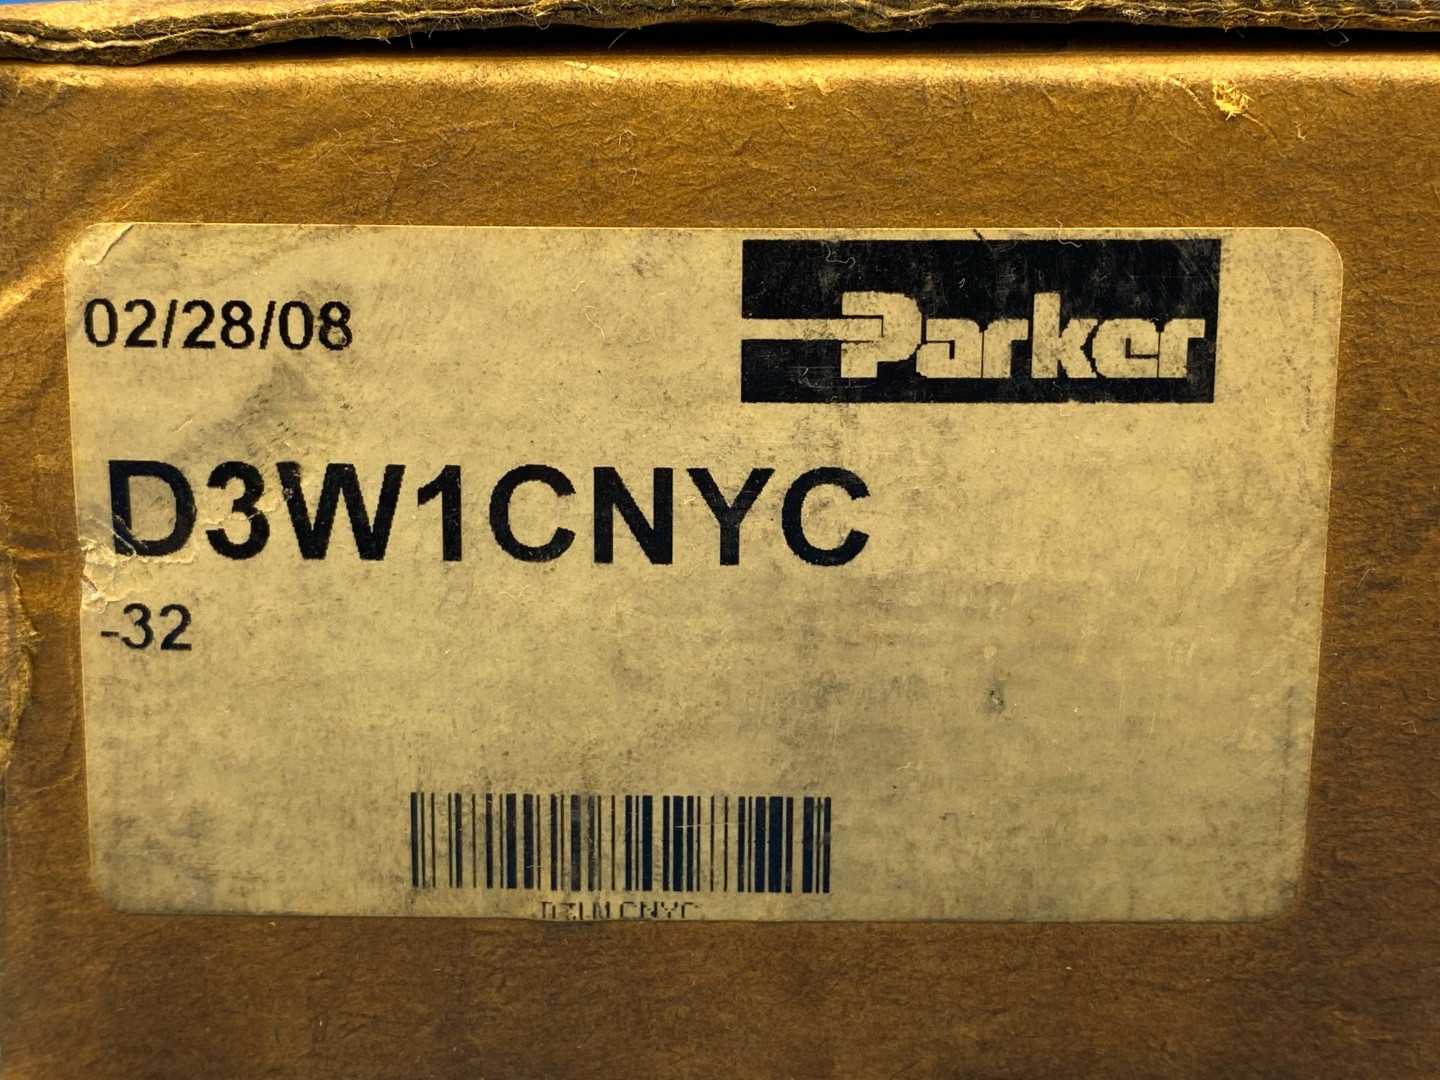 02/28/08
Parker
D3W1CNYC
-32